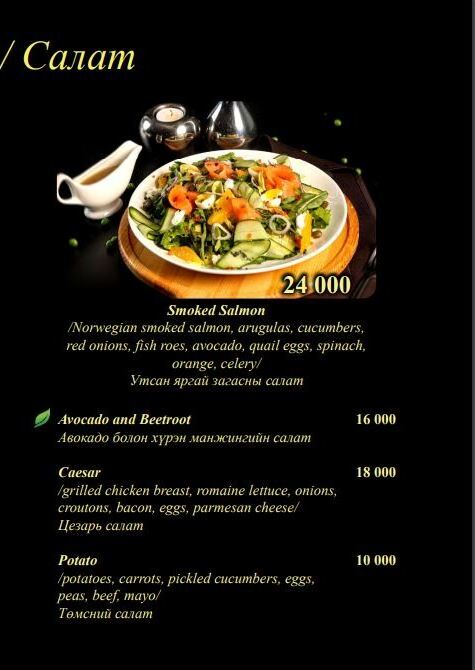 / Салат
24 000
Smoked Salmon
/Norwegian smoked salmon, arugulas, cucumbers,
red onions, fish roes, avocado, quail eggs, spinach,
orange, celery/
Утсан яргай загасны салат
Avocado and Beetroot 16 000
Авокадо болон хүрэн манжингийн салат
Caesar 18 000
/grilled chicken breast, romaine lettuce, onions,
croutons, bacon, eggs, parmesan cheese/
Цезарь салат
Potato 10 000
/potatoes, carrots, pickled cucumbers, eggs,
peas, beef, mayo/
Төмсний салат